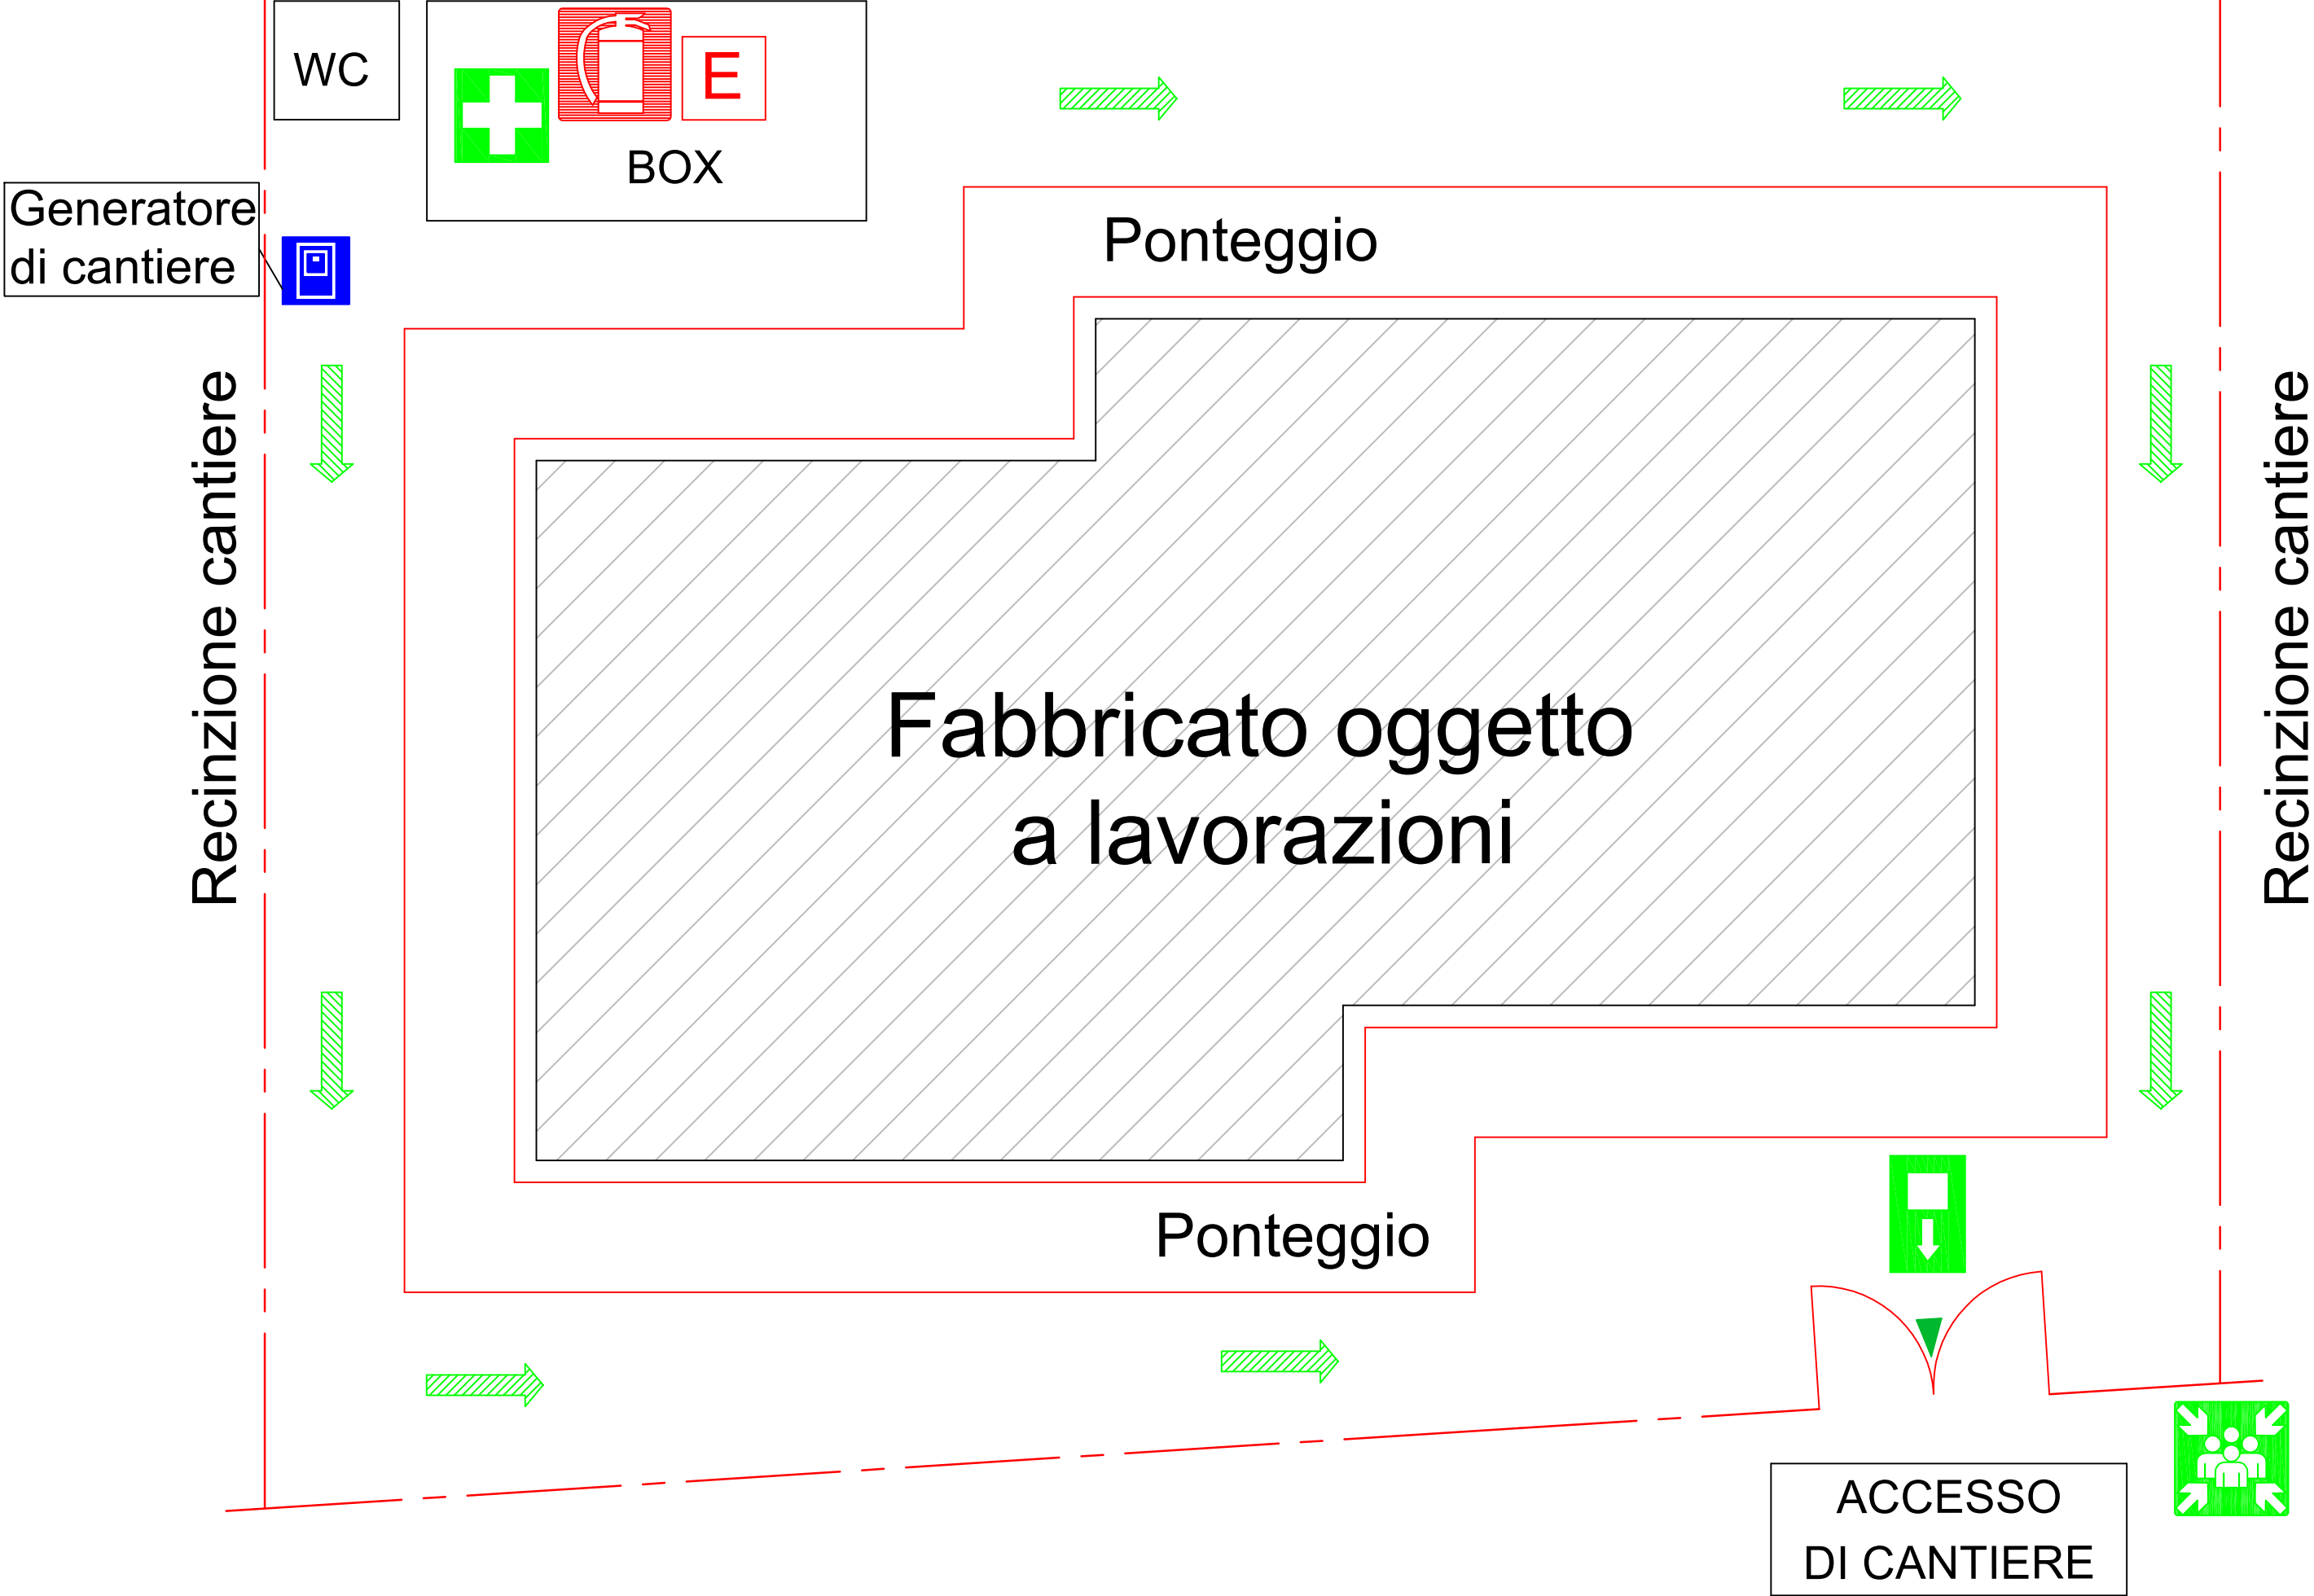 WC
E
BOX
Generatore
di cantiere
Ponteggio
Recinzione cantiere
Recinzione cantiere
Fabbricato oggetto
a lavorazioni
Ponteggio
ACCESSO
DI CANTIERE